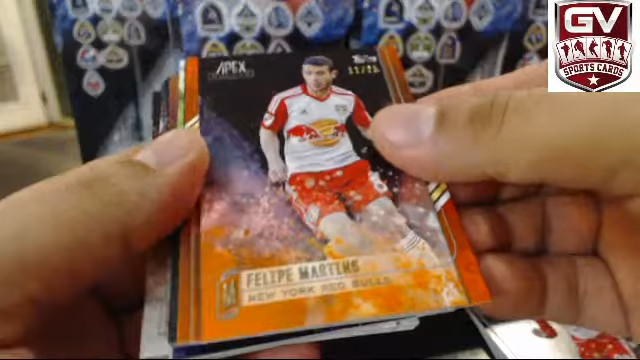 GV
SPORTS CARDS
APEX
Topps
FELIPE MARTINS
NEW YORK RED BULLS